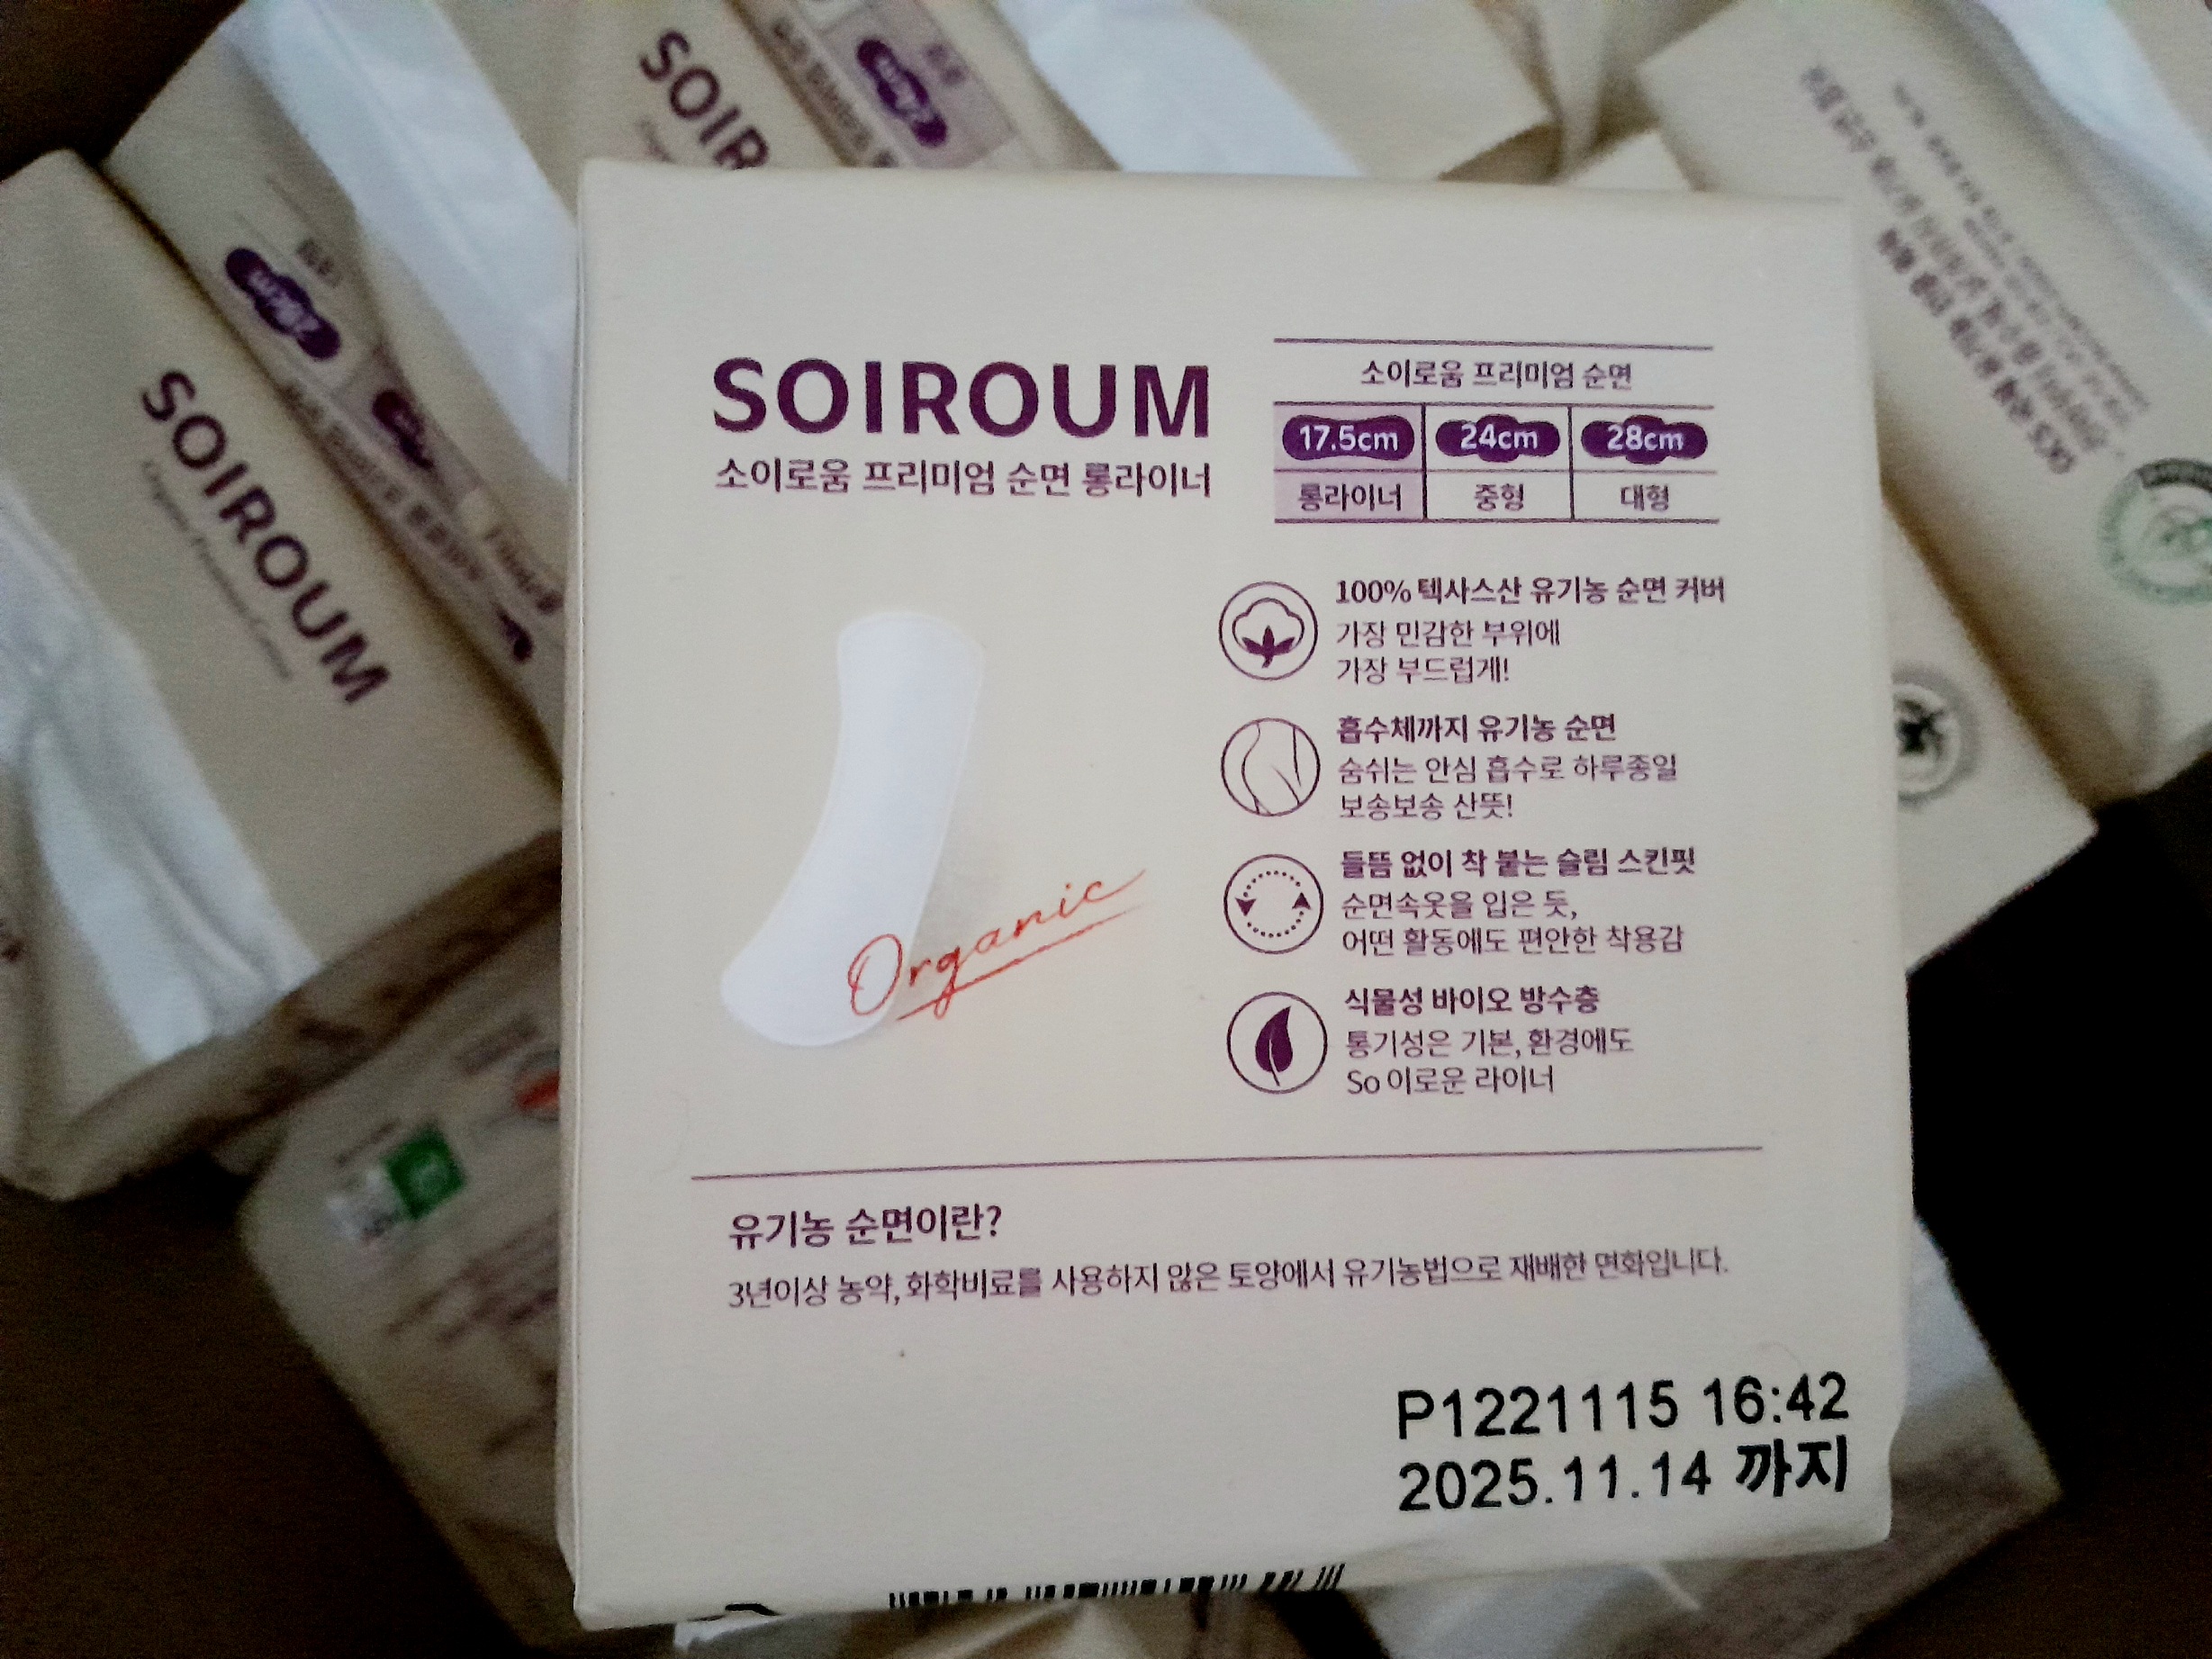 SOIROUM
소이로움 프리미엄 순면 롱라이너
소이로움 프리미엄 순면
17.5cm 24cm 28cm
롱라이너 중형 대형
100% 텍사스산 유기농 순면 커버
가장 민감한 부위에
가장 부드럽게!
흡수체까지 유기농 순면
숨쉬는 안심 흡수로 하루종일
보송보송 산뜻!
들뜸 없이 착 붙는 슬림 스킨핏
순면속옷을 입은 듯,
어떤 활동에도 편안한 착용감
식물성 바이오 방수층
통기성은 기본, 환경에도
So 이로운 라이너
Organic
유기농 순면이란?
3년이상 농약, 화학비료를 사용하지 않은 토양에서 유기농법으로 재배한 면화입니다.
P1221115 16:42
2025.11.14 까지
SOIROUM
SOIR